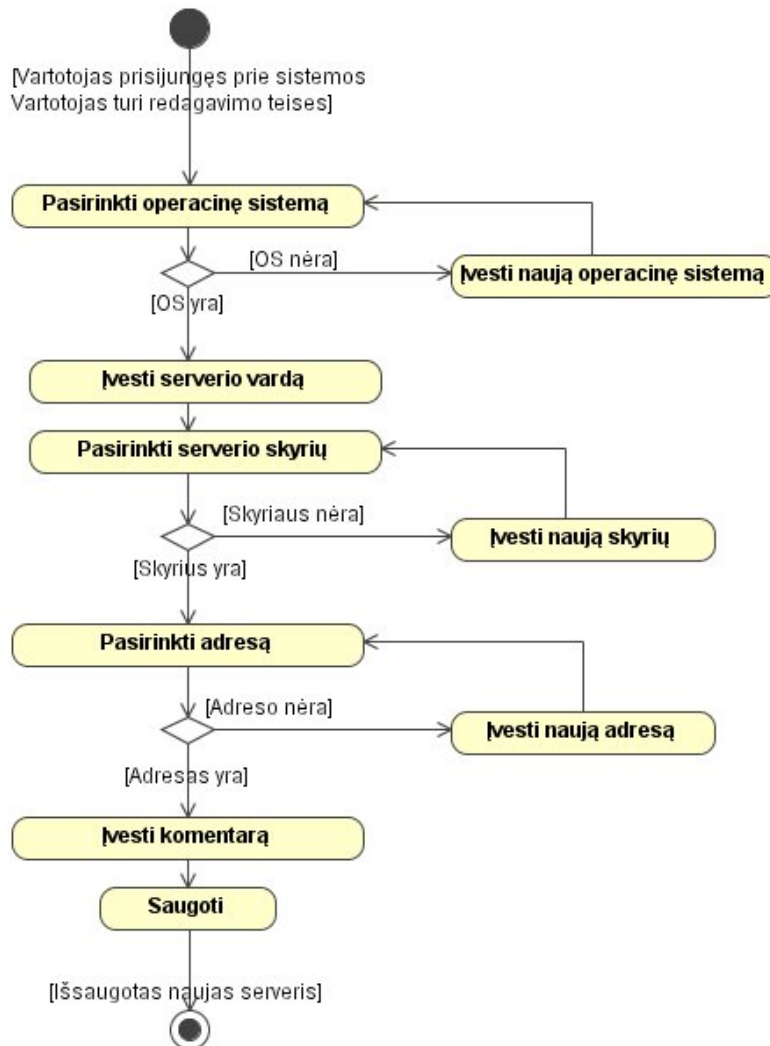 [Vartotojas prisijungęs prie sistemos
Vartotojas turi redagavimo teises]
Pasirinkti operacinę sistemą
[OS nėra]
Įvesti naują operacinę sistemą
[OS yra]
Įvesti serverio vardą
Pasirinkti serverio skyrių
[Skyriaus nėra]
Įvesti naują skyrių
[Skyrius yra]
Pasirinkti adresą
[Adreso nėra]
Įvesti naują adresą
[Adresas yra]
Įvesti komentarą
Saugoti
[Išsaugotas naujas serveris]